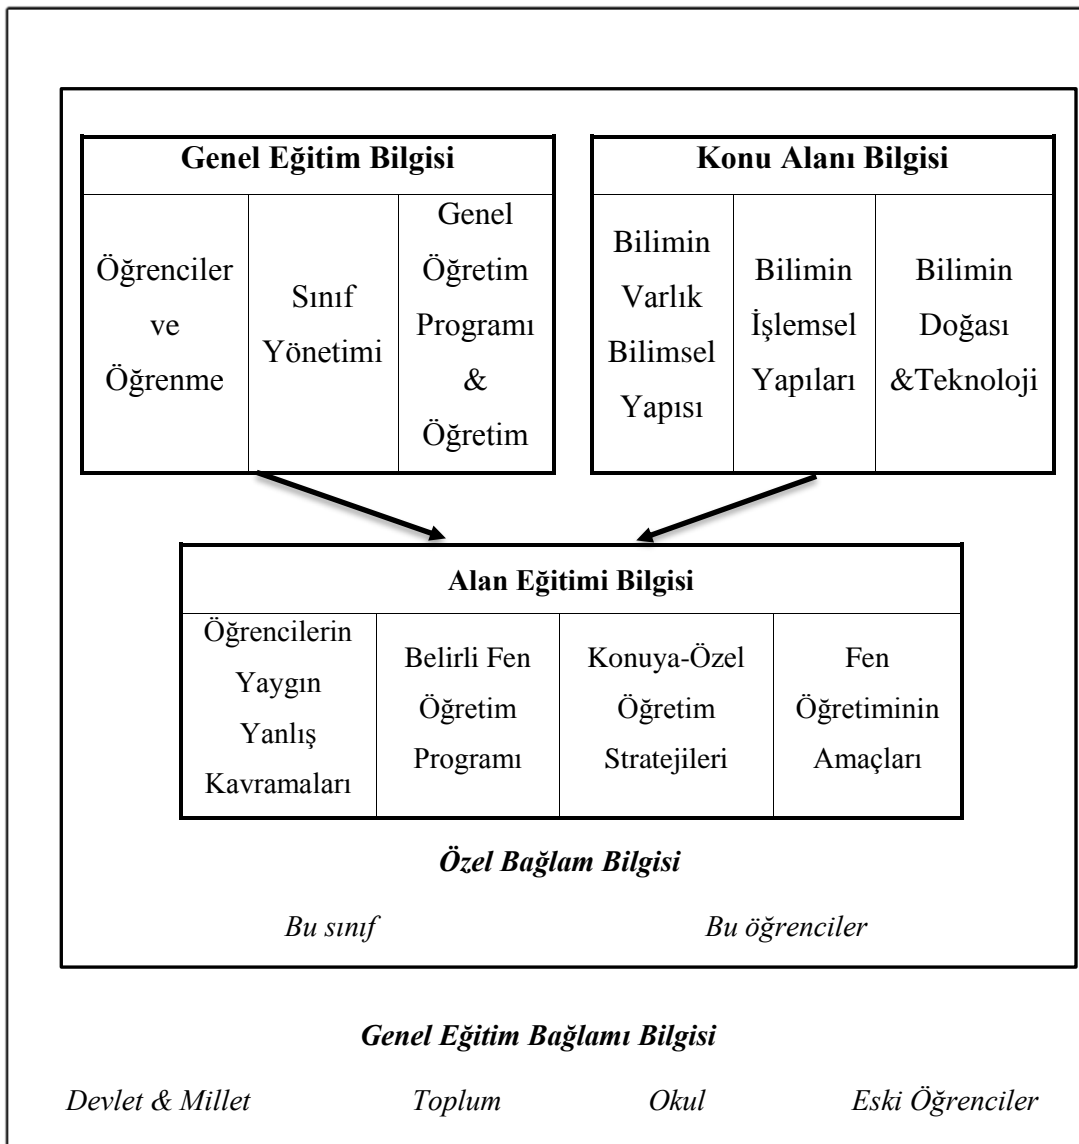 Genel Eğitim Bilgisi
Öğrenciler
ve
Öğrenme
Sınıf
Yönetimi
Genel
Öğretim
Programı
&
Öğretim
Konu Alanı Bilgisi
Bilimin
Varlık
Bilimsel
Yapısı
Bilimin
İşlemsel
Yapıları
Bilimin
Doğası
&Teknoloji
Alan Eğitimi Bilgisi
Öğrencilerin
Yaygın
Yanlış
Kavramaları
Belirli Fen
Öğretim
Programı
Konuya-Özel
Öğretim
Stratejileri
Fen
Öğretiminin
Amaçları
Özel Bağlam Bilgisi
Bu sınıf
Bu öğrenciler
Genel Eğitim Bağlamı Bilgisi
Devlet & Millet
Toplum
Okul
Eski Öğrenciler